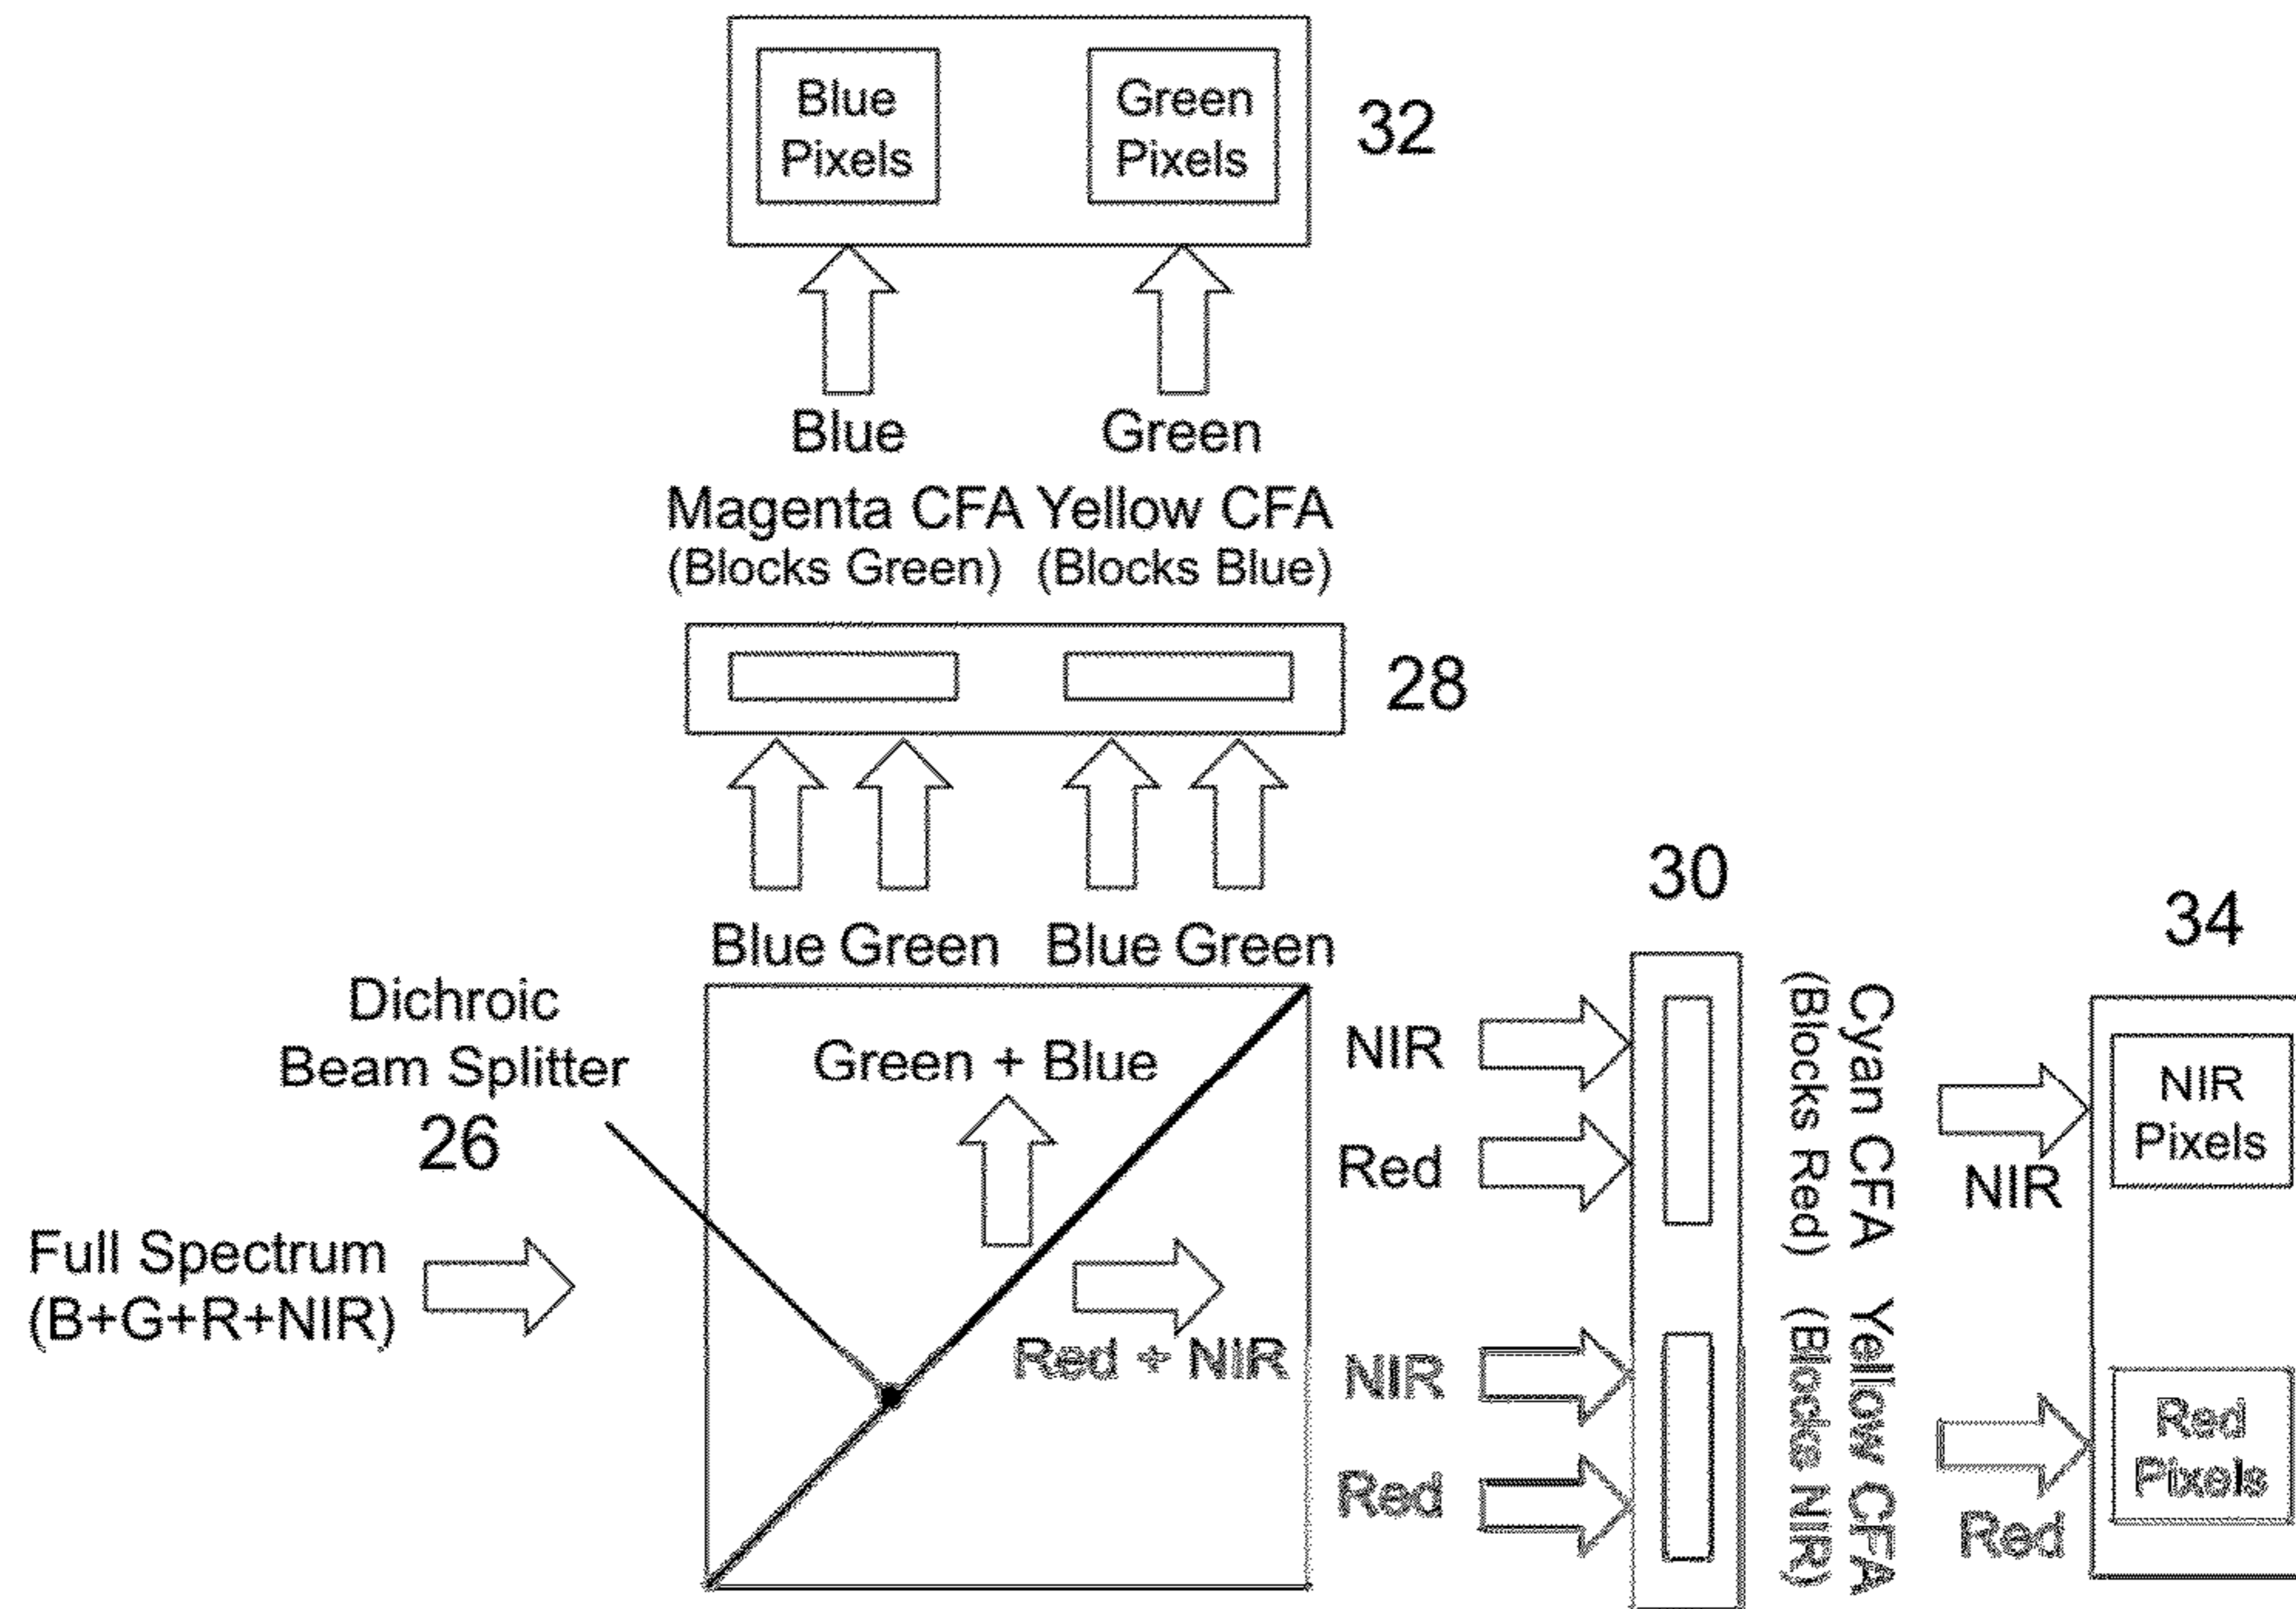 Blue
Pixels
Green
Pixels
32
Blue
Green
Magenta CFA
(Blocks Green)
Yellow CFA
(Blocks Blue)
28
Blue Green
Blue Green
Dichroic
Beam Splitter
26
Full Spectrum
(B+G+R+NIR)
Green + Blue
Red + NIR
NIR
Red
NIR
Red
30
Cyan CFA
(Blocks Red)
Yellow CFA
(Blocks NIR)
NIR
Red
34
NIR
Pixels
Red
Pixels